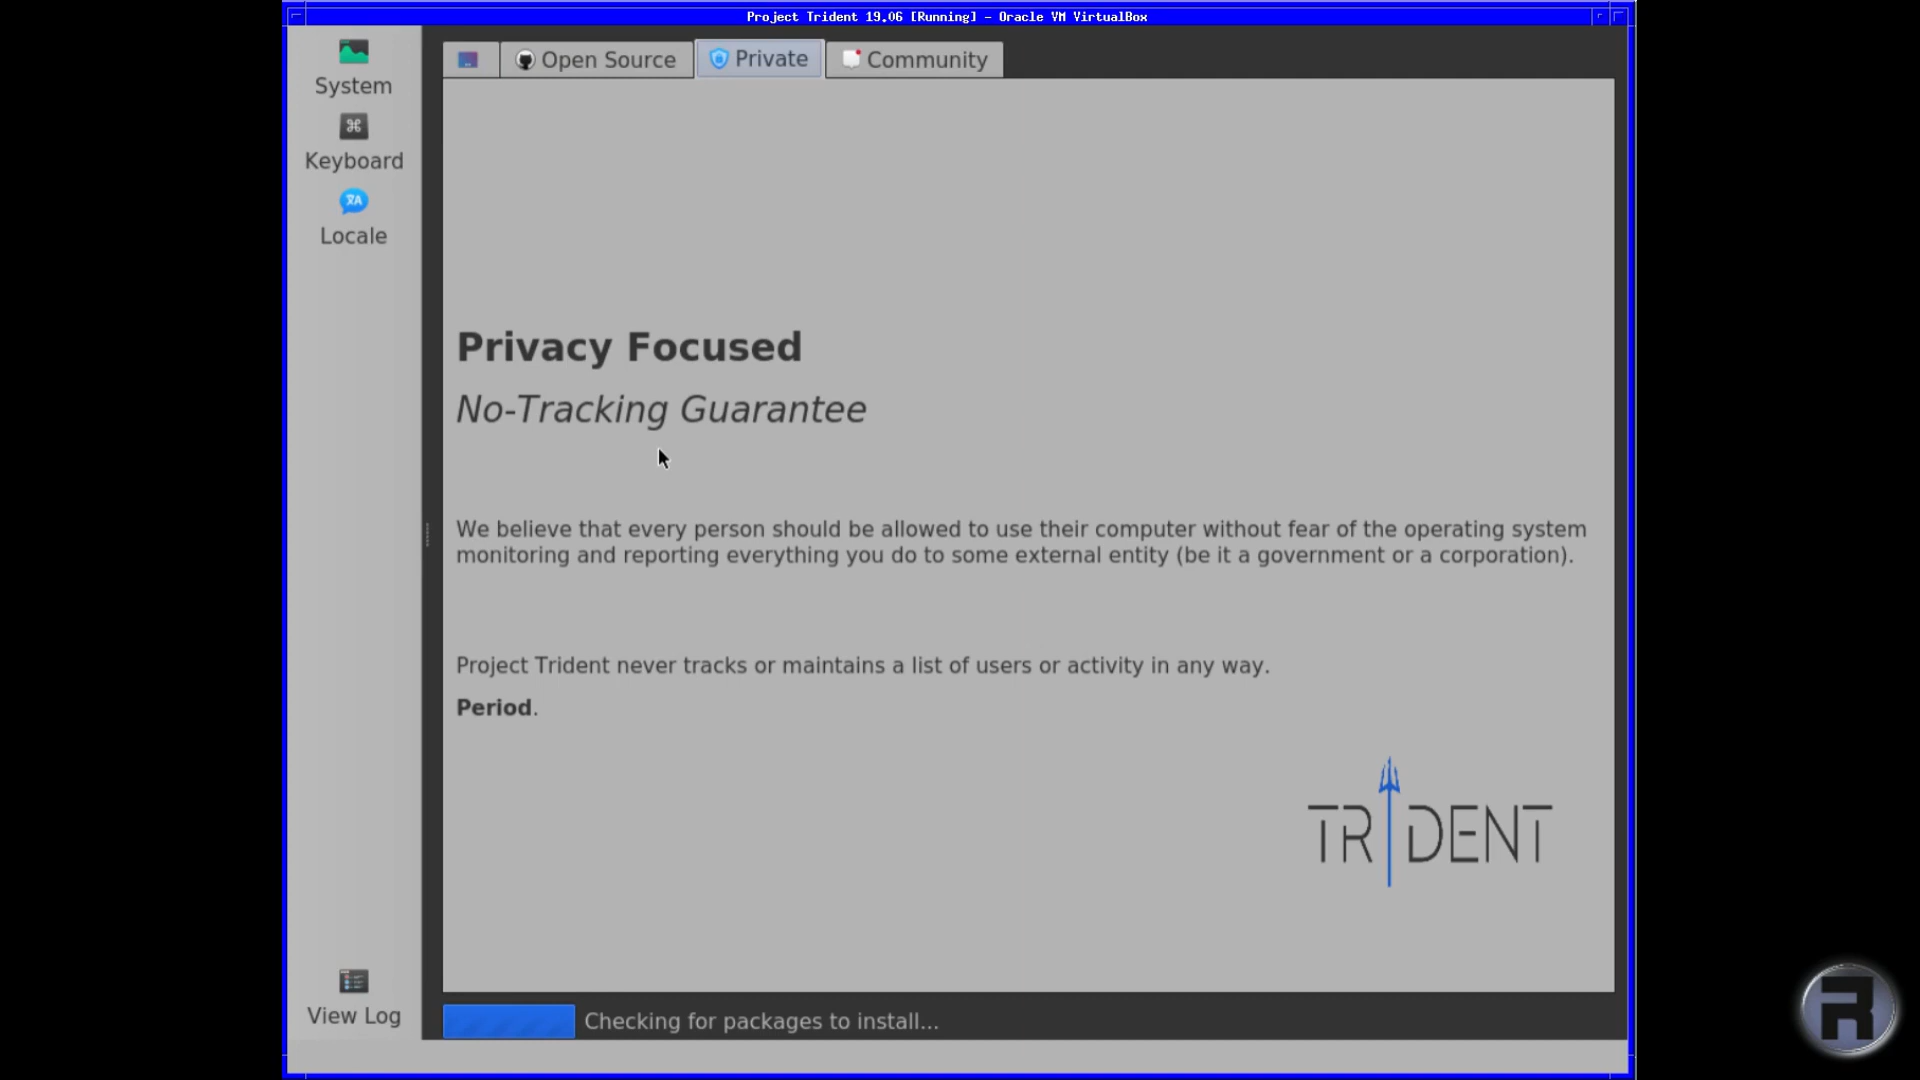 Project Trident 19.06 [Running] - Oracle VM VirtualBox
System
Keyboard
Locale
View Log
Open Source
Private
Community
Privacy Focused
No-Tracking Guarantee
We believe that every person should be allowed to use their computer without fear of the operating system
monitoring and reporting everything you do to some external entity (be it a government or a corporation).
Project Trident never tracks or maintains a list of users or activity in any way.
Period.
TRIDENT
Checking for packages to install...
R